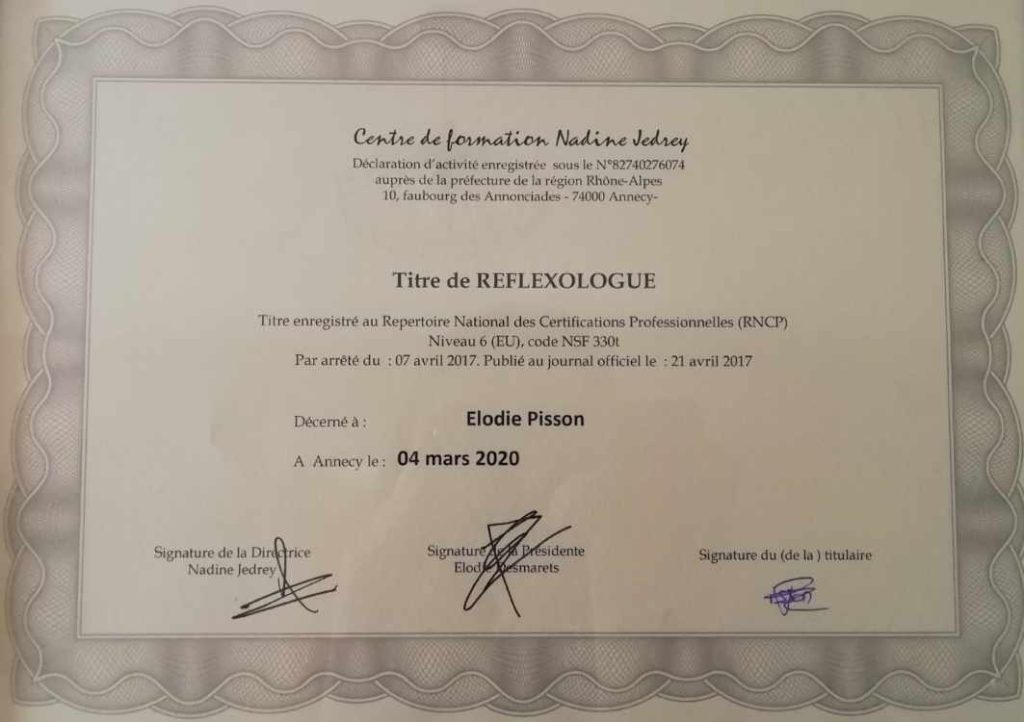 Centre de formation Nadine Jedrey
Déclaration d'activité enregistrée sous le N°82740276074
auprès de la préfecture de la région Rhône-Alpes
10, faubourg des Annonciades - 74000 Annecy-
Titre de REFLEXOLOGUE
Titre enregistré au Repertoire National des Certifications Professionnelles (RNCP)
Niveau 6 (EU), code NSF 330t
Par arrêté du : 07 avril 2017. Publié au journal officiel le : 21 avril 2017
Décerné à : Elodie Pisson
A Annecy le : 04 mars 2020
Signature de la Directrice
Nadine Jedrey
Signature de la Présidente
Elodie Desmarets
Signature du (de la ) titulaire